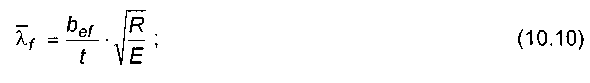 λ̄_f = b_ef / t · √(R / E) ; (10.10)